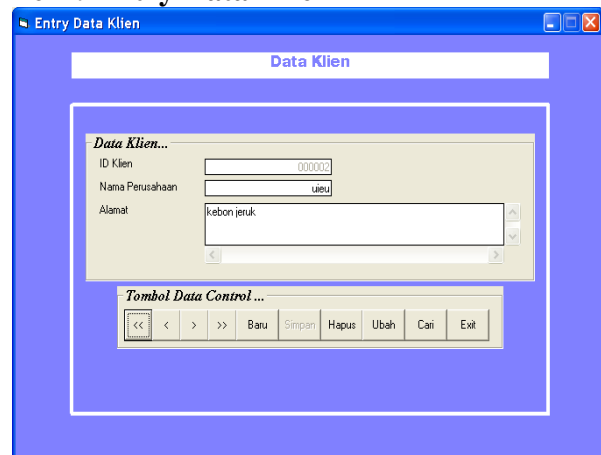 Entry Data Klien
Data Klien
Data Klien...
ID Klien 000002
Nama Perusahaan uieu
Alamat kebon jeruk
Tombol Data Control ...
<< < > >> Baru Simpan Hapus Ubah Cari Exit